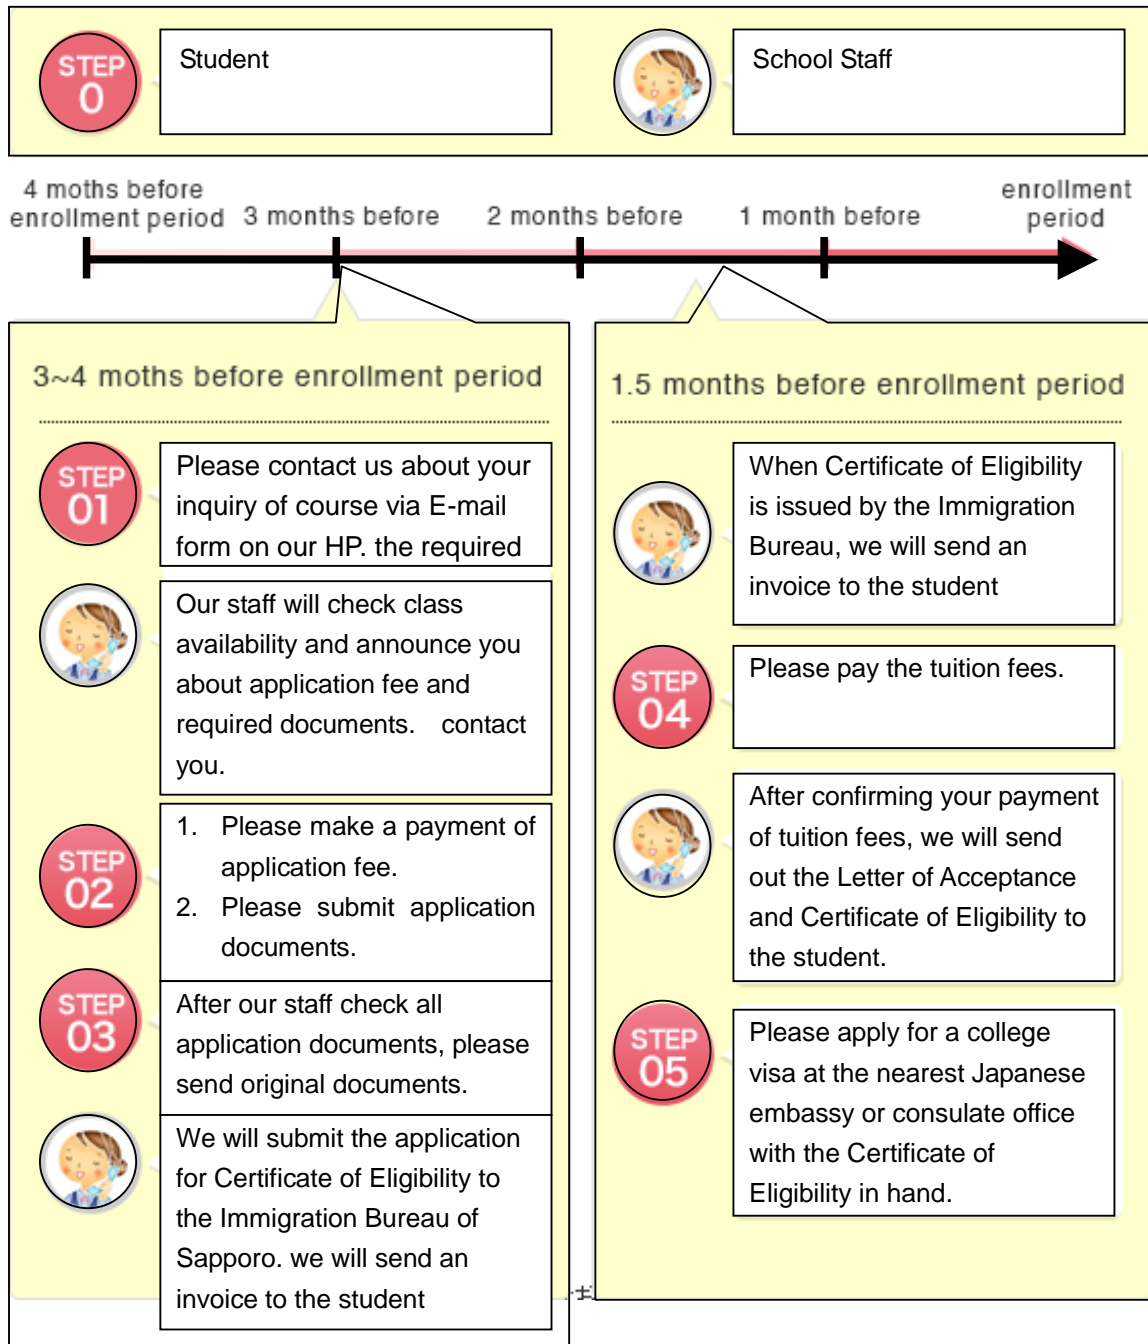 STEP
0
Student
School Staff
4 moths before
enrollment period
3 months before
2 months before
1 month before
enrollment
period
3~4 moths before enrollment period
STEP
01
Please contact us about your
inquiry of course via E-mail
form on our HP. the required
Our staff will check class
availability and announce you
about application fee and
required documents. contact
you.
STEP
02
1. Please make a payment of
application fee.
2. Please submit application
documents.
STEP
03
After our staff check all
application documents, please
send original documents.
We will submit the application
for Certificate of Eligibility to
the Immigration Bureau of
Sapporo. we will send an
invoice to the student
1.5 months before enrollment period
When Certificate of Eligibility
is issued by the Immigration
Bureau, we will send an
invoice to the student
STEP
04
Please pay the tuition fees.
After confirming your payment
of tuition fees, we will send
out the Letter of Acceptance
and Certificate of Eligibility to
the student.
STEP
05
Please apply for a college
visa at the nearest Japanese
embassy or consulate office
with the Certificate of
Eligibility in hand.